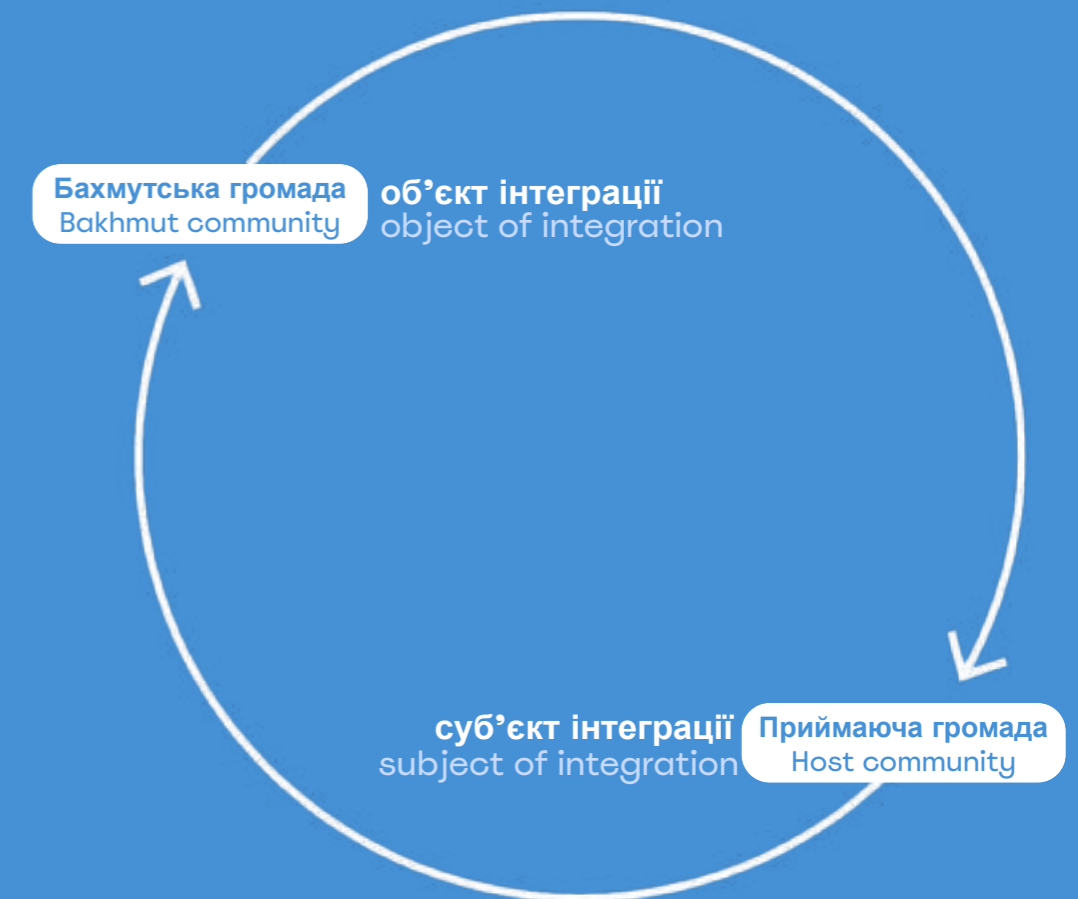 Бахмутська громада
Bakhmut community
об’єкт інтеграції
object of integration
суб’єкт інтеграції
subject of integration
Приймаюча громада
Host community